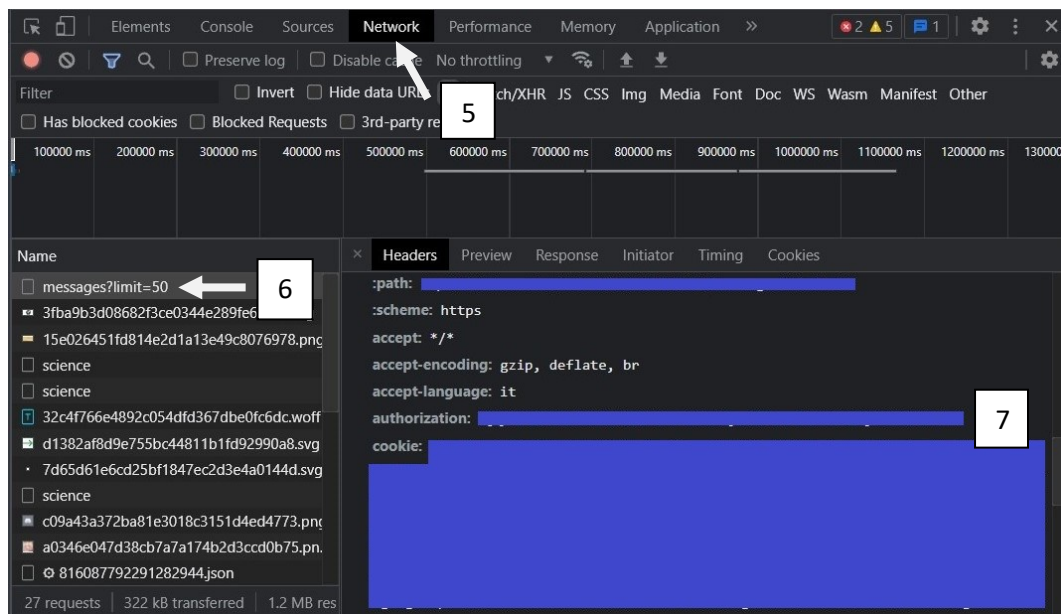 Elements Console Sources Network Performance Memory Application » 2 5 1
Preserve log Disable No throttling
Filter Invert Hide data URLs ch/XHR JS CSS Img Media Font Doc WS Wasm Manifest Other
5
Has blocked cookies Blocked Requests 3rd-party re
100000 ms 200000 ms 300000 ms 400000 ms 500000 ms 600000 ms 700000 ms 800000 ms 900000 ms 1000000 ms 1100000 ms 1200000 ms 13000
Name
messages?limit=50
6
3fba9b3d08682f3ce0344e289fe6
15e026451fd814e2d1a13e49c8076978.png
science
science
32c4f766e4892c054dfd367dbe0fc6dc.woff
d1382af8d9e755bc44811b1fd92990a8.svg
7d65d61e6cd25bf1847ec2d3e4a0144d.svg
science
c09a43a372ba81e3018c3151d4ed4773.png
a0346e047d38cb7a7a174b2d3ccd0b75.pn.
816087792291282944.json
27 requests 322 kB transferred 1.2 MB res
× Headers Preview Response Initiator Timing Cookies
:path:
:scheme: https
accept: */*
accept-encoding: gzip, deflate, br
accept-language: it
authorization:
7
cookie: